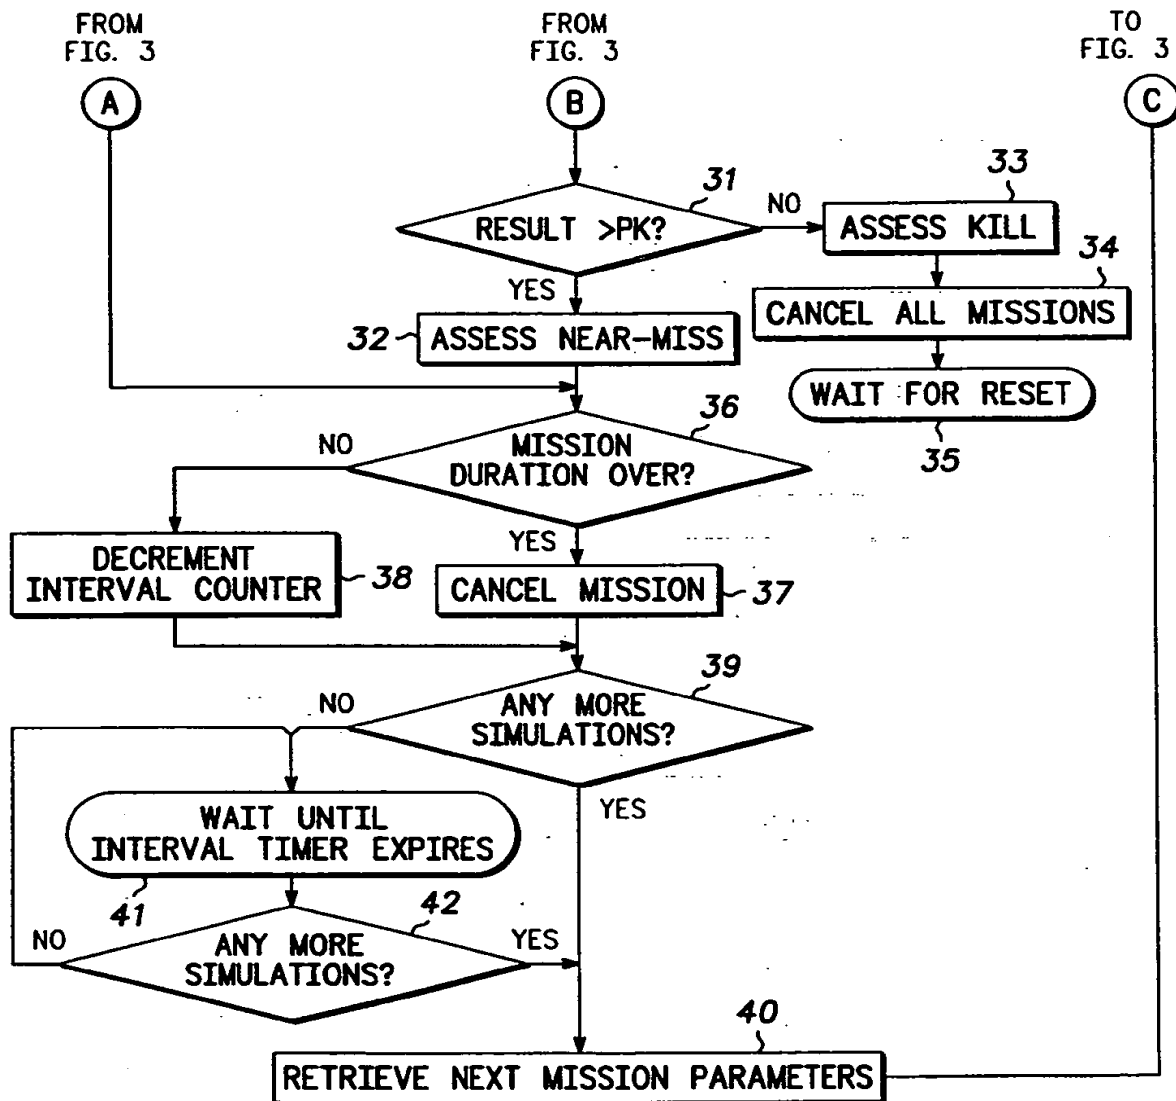 FROM
FIG. 3
FROM
FIG. 3
TO
FIG. 3
A
B
C
31
RESULT >PK?
NO
33
ASSESS KILL
34
CANCEL ALL MISSIONS
YES
32
ASSESS NEAR-MISS
WAIT FOR RESET
35
36
NO
MISSION
DURATION OVER?
YES
DECREMENT
INTERVAL COUNTER
38
CANCEL MISSION
37
39
NO
ANY MORE
SIMULATIONS?
YES
WAIT UNTIL
INTERVAL TIMER EXPIRES
41
42
NO
ANY MORE
SIMULATIONS?
YES
40
RETRIEVE NEXT MISSION PARAMETERS